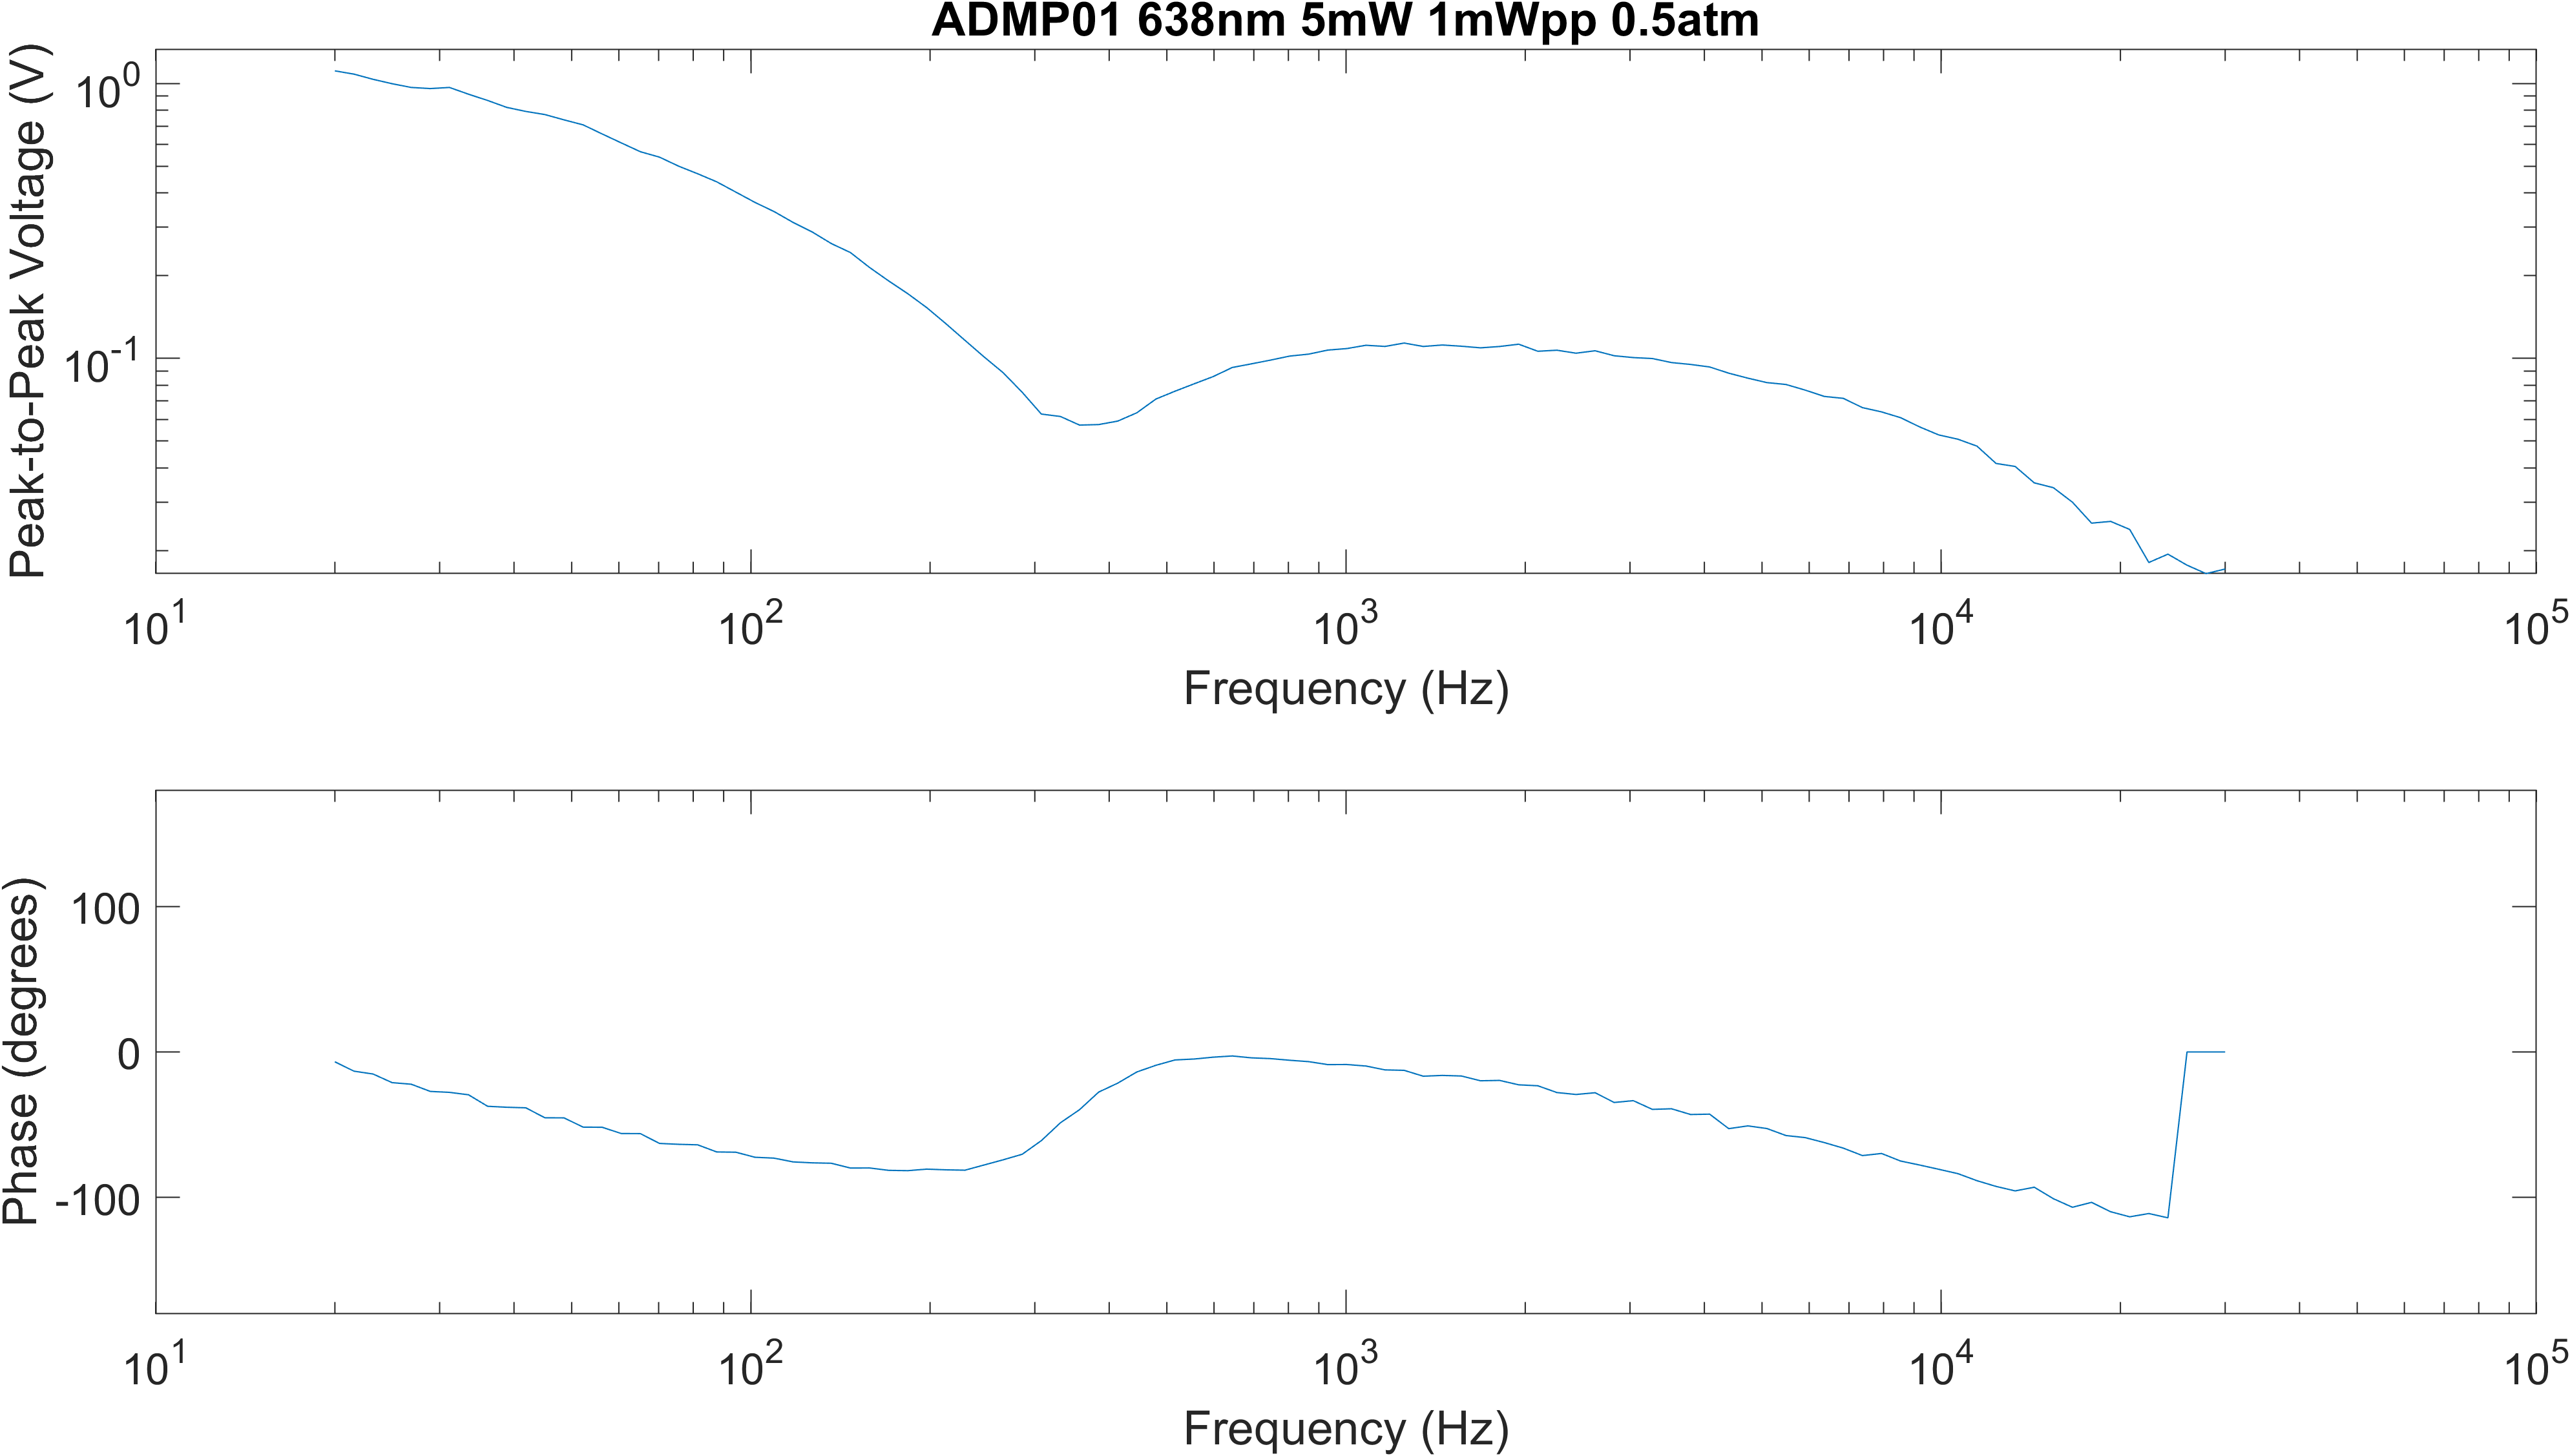 ADMP01 638nm 5mW 1mWpp 0.5atm
Peak-to-Peak Voltage (V)
10^0
10^-1
10^1 10^2 10^3 10^4 10^5
Frequency (Hz)
Phase (degrees)
100
0
-100
10^1 10^2 10^3 10^4 10^5
Frequency (Hz)